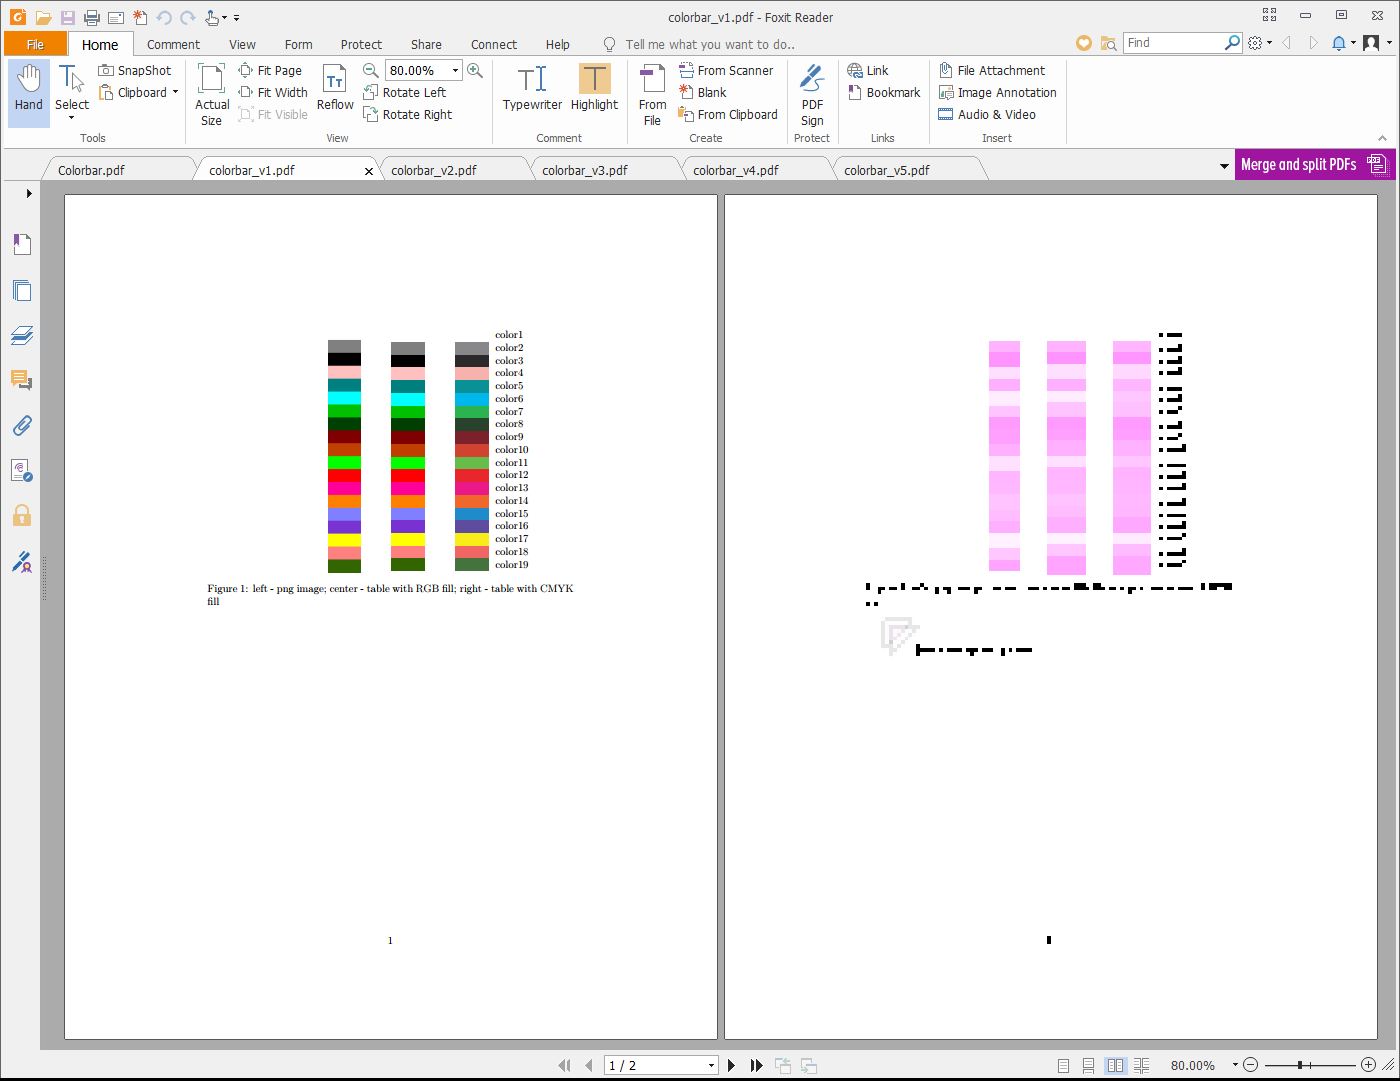 colorbar_v1.pdf - Foxit Reader
File Home Comment View Form Protect Share Connect Help Tell me what you want to do.. Find
Hand
Select
SnapShot
Clipboard
Tools
Actual Size
Fit Page
Fit Width
Fit Visible
Reflow
80.00%
Rotate Left
Rotate Right
View
Typewriter
Highlight
Comment
From File
From Scanner
Blank
From Clipboard
Create
PDF Sign
Protect
Link
Bookmark
Links
File Attachment
Image Annotation
Audio & Video
Insert
Colorbar.pdf colorbar_v1.pdf colorbar_v2.pdf colorbar_v3.pdf colorbar_v4.pdf colorbar_v5.pdf Merge and split PDFs
color1
color2
color3
color4
color5
color6
color7
color8
color9
color10
color11
color12
color13
color14
color15
color16
color17
color18
color19
Figure 1: left - png image; center - table with RGB fill; right - table with CMYK
fill
1
1 / 2 80.00%